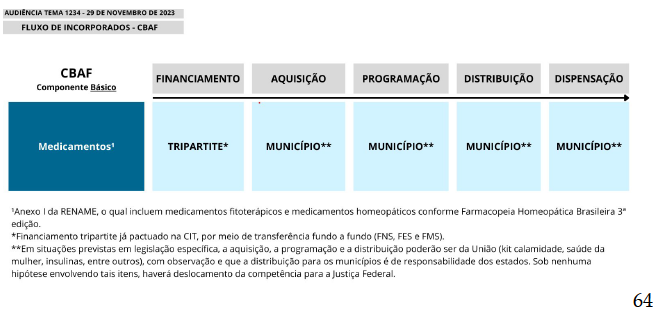 AUDIÊNCIA TEMA 1234 - 29 DE NOVEMBRO DE 2023
FLUXO DE INCORPORADOS - CBAF
CBAF
Componente Básico
FINANCIAMENTO
AQUISIÇÃO
PROGRAMAÇÃO
DISTRIBUIÇÃO
DISPENSAÇÃO
Medicamentos¹
TRIPARTITE*
MUNICÍPIO**
MUNICÍPIO**
MUNICÍPIO**
MUNICÍPIO**
¹Anexo I da RENAME, o qual incluem medicamentos fitoterápicos e medicamentos homeopáticos conforme Farmacopeia Homeopática Brasileira 3ª
edição.
*Financiamento tripartite já pactuado na CIT, por meio de transferência fundo a fundo (FNS, FES e FMS).
**Em situações previstas em legislação específica, a aquisição, a programação e a distribuição poderão ser da União (kit calamidade, saúde da
mulher, insulinas, entre outros), com observação e que a distribuição para os municípios é de responsabilidade dos estados. Sob nenhuma
hipótese envolvendo tais itens, haverá deslocamento da competência para a Justiça Federal.
64